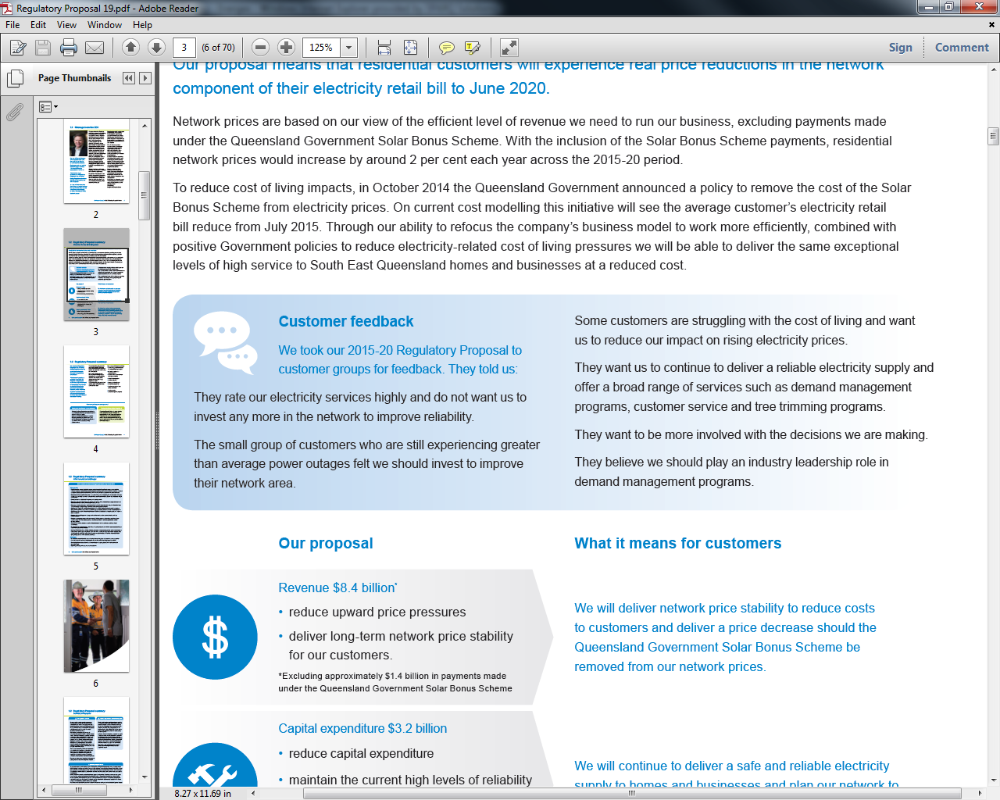 Regulatory Proposal 19.pdf - Adobe Reader
File Edit View Window Help
3 (6 of 70) 125% Sign Comment
Page Thumbnails
2
3
4
5
6
Our proposal means that residential customers will experience real price reductions in the network
component of their electricity retail bill to June 2020.
Network prices are based on our view of the efficient level of revenue we need to run our business, excluding payments made
under the Queensland Government Solar Bonus Scheme. With the inclusion of the Solar Bonus Scheme payments, residential
network prices would increase by around 2 per cent each year across the 2015-20 period.
To reduce cost of living impacts, in October 2014 the Queensland Government announced a policy to remove the cost of the Solar
Bonus Scheme from electricity prices. On current cost modelling this initiative will see the average customer's electricity retail
bill reduce from July 2015. Through our ability to refocus the company's business model to work more efficiently, combined with
positive Government policies to reduce electricity-related cost of living pressures we will be able to deliver the same exceptional
levels of high service to South East Queensland homes and businesses at a reduced cost.
Customer feedback
We took our 2015-20 Regulatory Proposal to
customer groups for feedback. They told us:
They rate our electricity services highly and do not want us to
invest any more in the network to improve reliability.
The small group of customers who are still experiencing greater
than average power outages felt we should invest to improve
their network area.
Some customers are struggling with the cost of living and want
us to reduce our impact on rising electricity prices.
They want us to continue to deliver a reliable electricity supply and
offer a broad range of services such as demand management
programs, customer service and tree trimming programs.
They want to be more involved with the decisions we are making.
They believe we should play an industry leadership role in
demand management programs.
Our proposal
What it means for customers
$
Revenue $8.4 billion*
• reduce upward price pressures
• deliver long-term network price stability
for our customers.
*Excluding approximately $1.4 billion in payments made
under the Queensland Government Solar Bonus Scheme
We will deliver network price stability to reduce costs
to customers and deliver a price decrease should the
Queensland Government Solar Bonus Scheme be
removed from our network prices.
Capital expenditure $3.2 billion
• reduce capital expenditure
• maintain the current high levels of reliability
We will continue to deliver a safe and reliable electricity
supply to homes and businesses and plan our network to
8.27 x 11.69 in